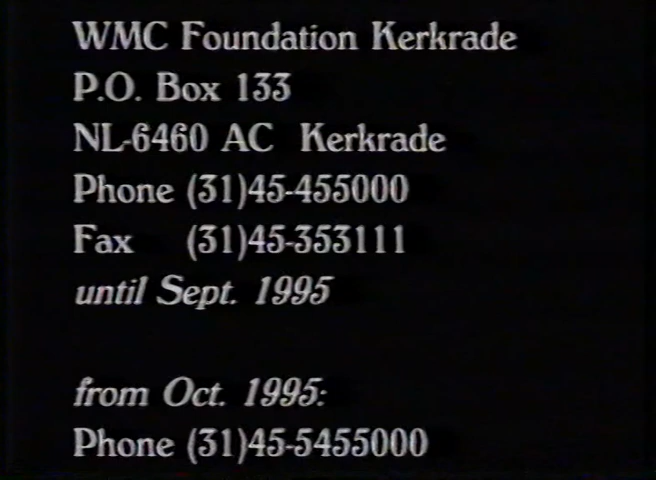 WMC Foundation Kerkrade
P.O. Box 133
NL-6460 AC Kerkrade
Phone (31)45-455000
Fax (31)45-353111
until Sept. 1995
from Oct. 1995:
Phone (31)45-5455000